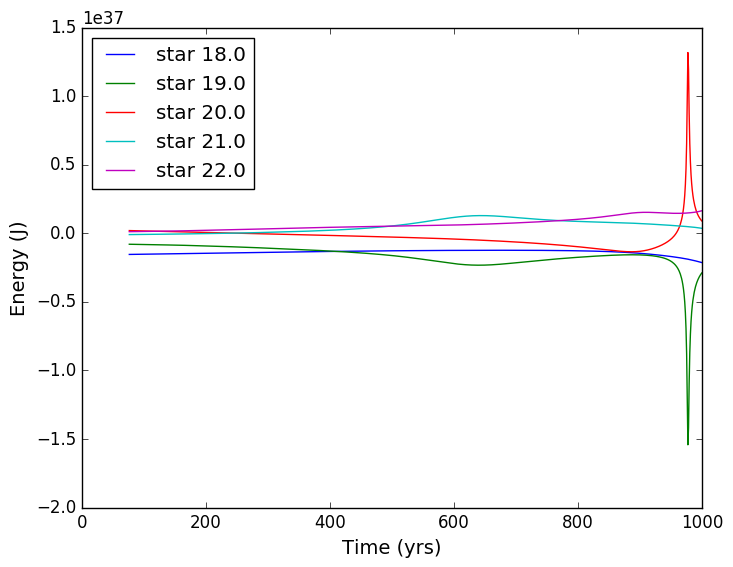 1e37
1.5
1.0
0.5
0.0
−0.5
−1.0
−1.5
−2.0
Energy (J)
star 18.0
star 19.0
star 20.0
star 21.0
star 22.0
0 200 400 600 800 1000
Time (yrs)